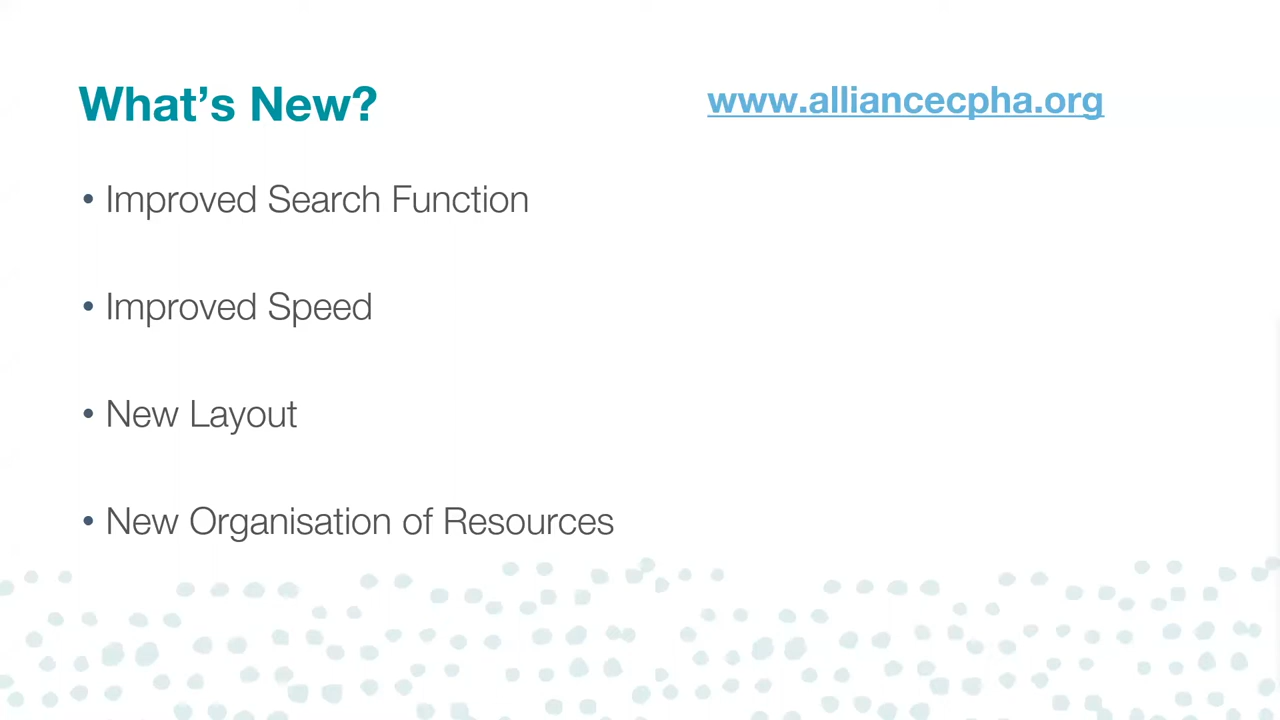 What’s New?
www.alliancecpha.org
• Improved Search Function
• Improved Speed
• New Layout
• New Organisation of Resources